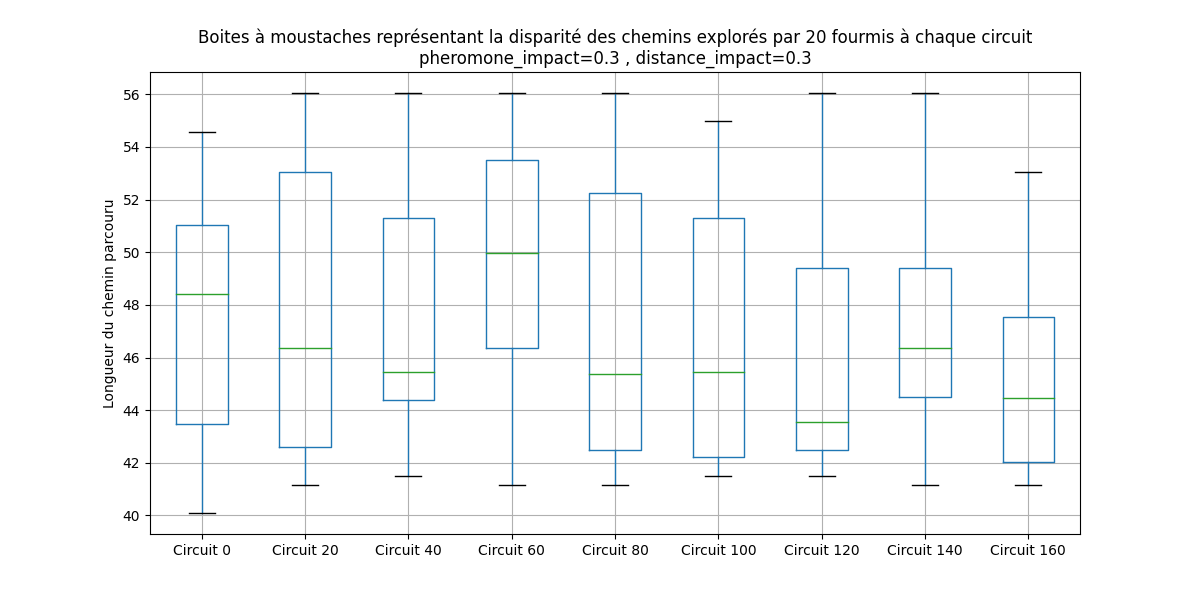 Boites à moustaches représentant la disparité des chemins explorés par 20 fourmis à chaque circuit
pheromone_impact=0.3 , distance_impact=0.3
Longueur du chemin parcouru
56
54
52
50
48
46
44
42
40
Circuit 0 Circuit 20 Circuit 40 Circuit 60 Circuit 80 Circuit 100 Circuit 120 Circuit 140 Circuit 160